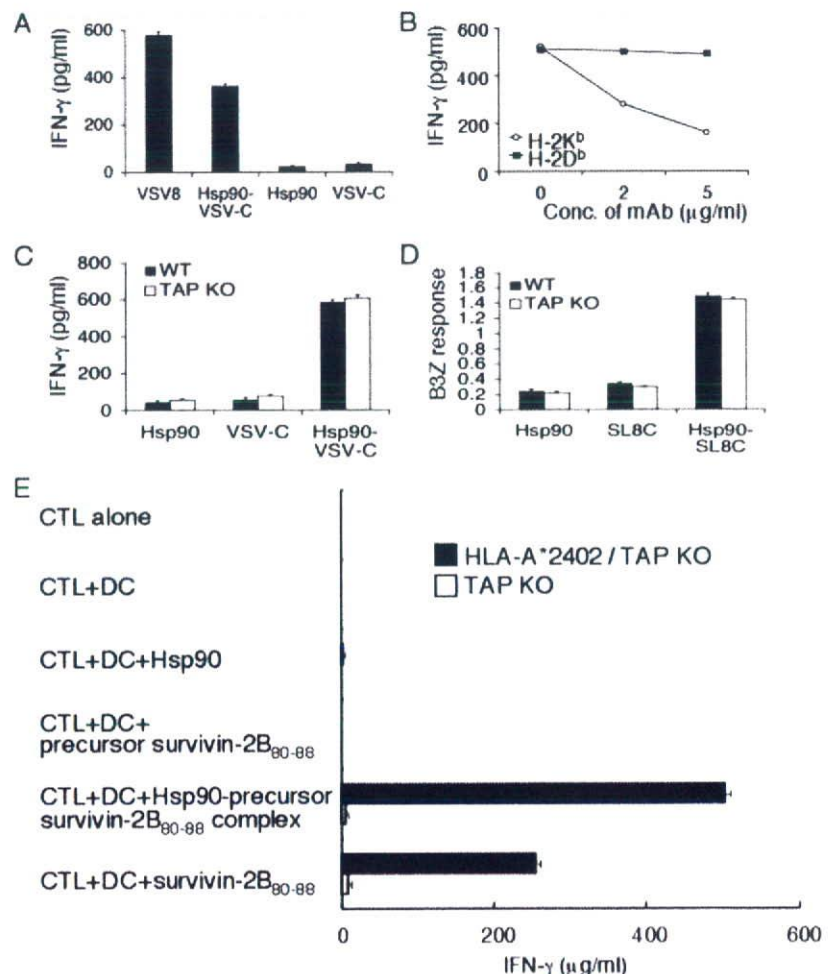 A
IFN-γ (pg/ml)
600
400
200
0
VSV8
Hsp90-
VSV-C
Hsp90
VSV-C
B
IFN-γ (pg/ml)
600
400
200
0
H-2Kᵇ
H-2Dᵇ
0
2
5
Conc. of mAb (μg/ml)
C
IFN-γ (pg/ml)
800
600
400
200
0
WT
TAP KO
Hsp90
VSV-C
Hsp90-
VSV-C
D
B3Z response
1.8
1.6
1.4
1.2
1
0.8
0.6
0.4
0.2
0
WT
TAP KO
Hsp90
SL8C
Hsp90-
SL8C
E
CTL alone
CTL+DC
CTL+DC+Hsp90
CTL+DC+
precursor survivin-2B₈₀₋₈₈
CTL+DC+Hsp90-precursor
survivin-2B₈₀₋₈₈ complex
CTL+DC+survivin-2B₈₀₋₈₈
HLA-A*2402 / TAP KO
TAP KO
0
200
400
600
IFN-γ (μg/ml)